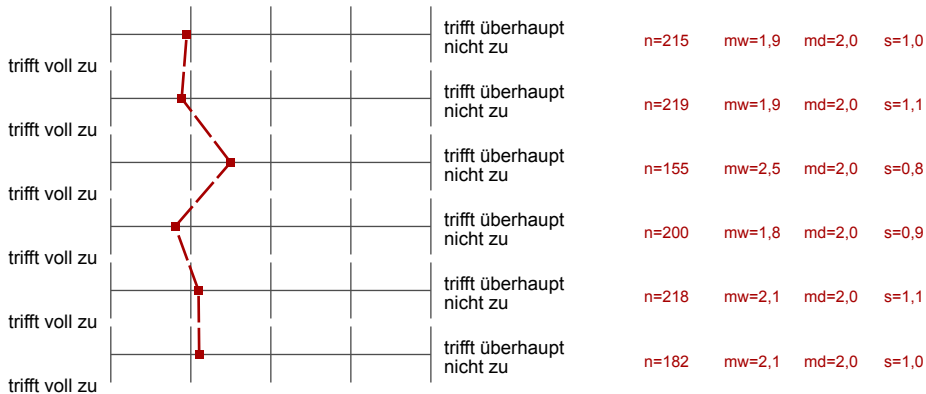 trifft überhaupt
nicht zu
n=215 mw=1,9 md=2,0 s=1,0
trifft voll zu
trifft überhaupt
nicht zu
n=219 mw=1,9 md=2,0 s=1,1
trifft voll zu
trifft überhaupt
nicht zu
n=155 mw=2,5 md=2,0 s=0,8
trifft voll zu
trifft überhaupt
nicht zu
n=200 mw=1,8 md=2,0 s=0,9
trifft voll zu
trifft überhaupt
nicht zu
n=218 mw=2,1 md=2,0 s=1,1
trifft voll zu
trifft überhaupt
nicht zu
n=182 mw=2,1 md=2,0 s=1,0
trifft voll zu